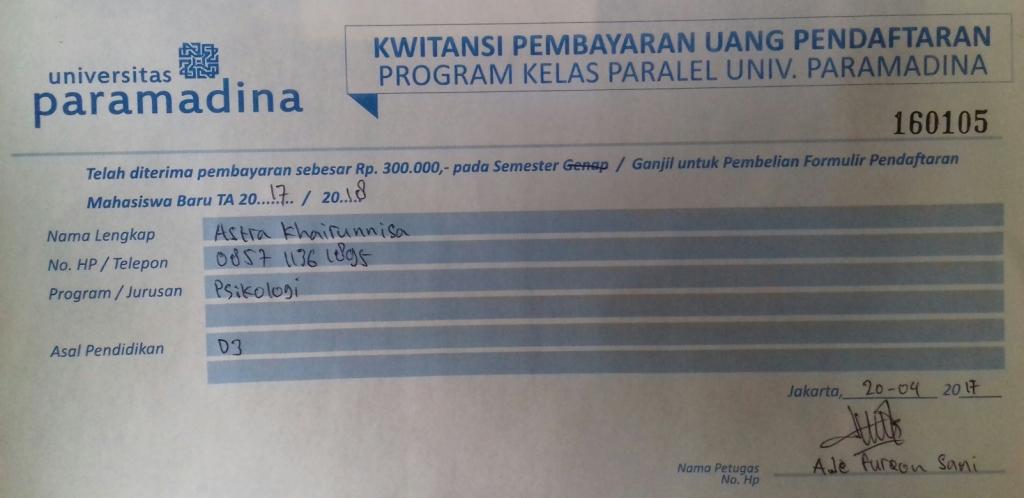 universitas
paramadina
KWITANSI PEMBAYARAN UANG PENDAFTARAN
PROGRAM KELAS PARALEL UNIV. PARAMADINA
160105
Telah diterima pembayaran sebesar Rp. 300.000,- pada Semester Genap / Ganjil untuk Pembelian Formulir Pendaftaran
Mahasiswa Baru TA 20..17.. / 20..18
Nama Lengkap Astra Khairunnisa
No. HP / Telepon 0857 1136 1895
Program / Jurusan Psikologi
Asal Pendidikan D3
Jakarta, 20-04 2017
Nama Petugas Ade Furqon Sani
No. Hp